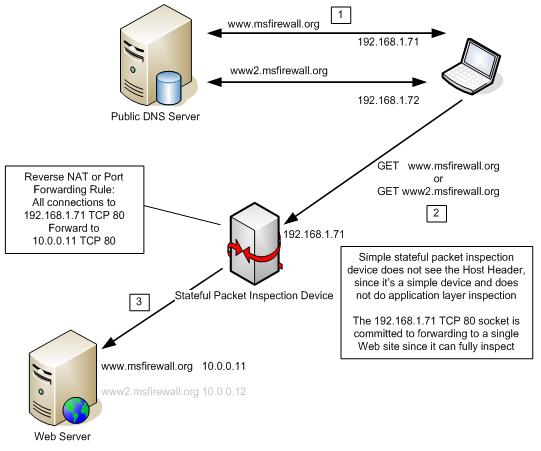 www.msfirewall.org
1
192.168.1.71
www2.msfirewall.org
192.168.1.72
Public DNS Server
GET www.msfirewall.org
or
GET www2.msfirewall.org
2
Reverse NAT or Port
Forwarding Rule:
All connections to
192.168.1.71 TCP 80
Forward to
10.0.0.11 TCP 80
192.168.1.71
Stateful Packet Inspection Device
Simple stateful packet inspection
device does not see the Host Header,
since it's a simple device and does
not do application layer inspection
The 192.168.1.71 TCP 80 socket is
committed to forwarding to a single
Web site since it can fully inspect
3
www.msfirewall.org 10.0.0.11
www2.msfirewall.org 10.0.0.12
Web Server